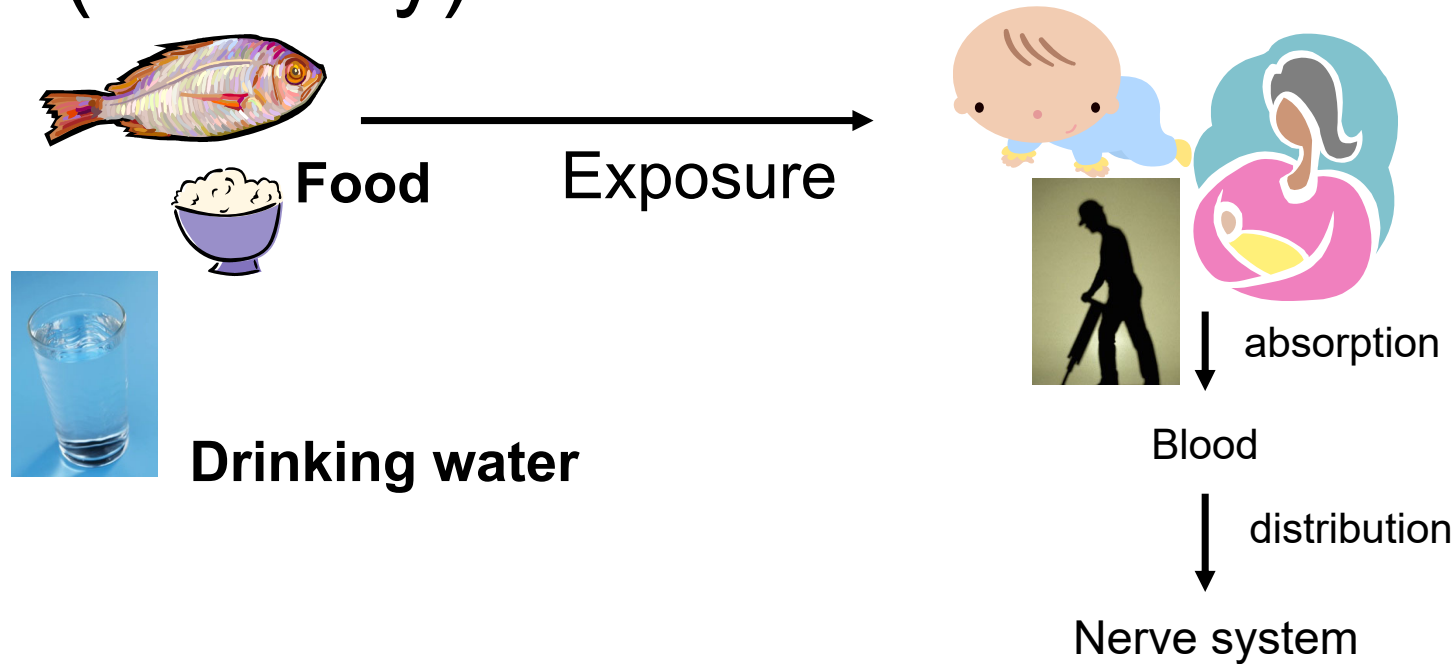 Food
Exposure
absorption
Drinking water
Blood
distribution
Nerve system